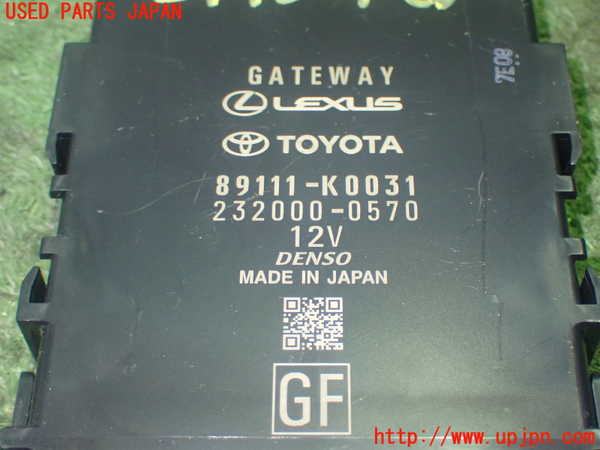 USED PARTS JAPAN
7E08
GATEWAY
LEXUS
TOYOTA
89111-K0031
232000-0570
12V
DENSO
MADE IN JAPAN
GF
http://www.upjpn.com